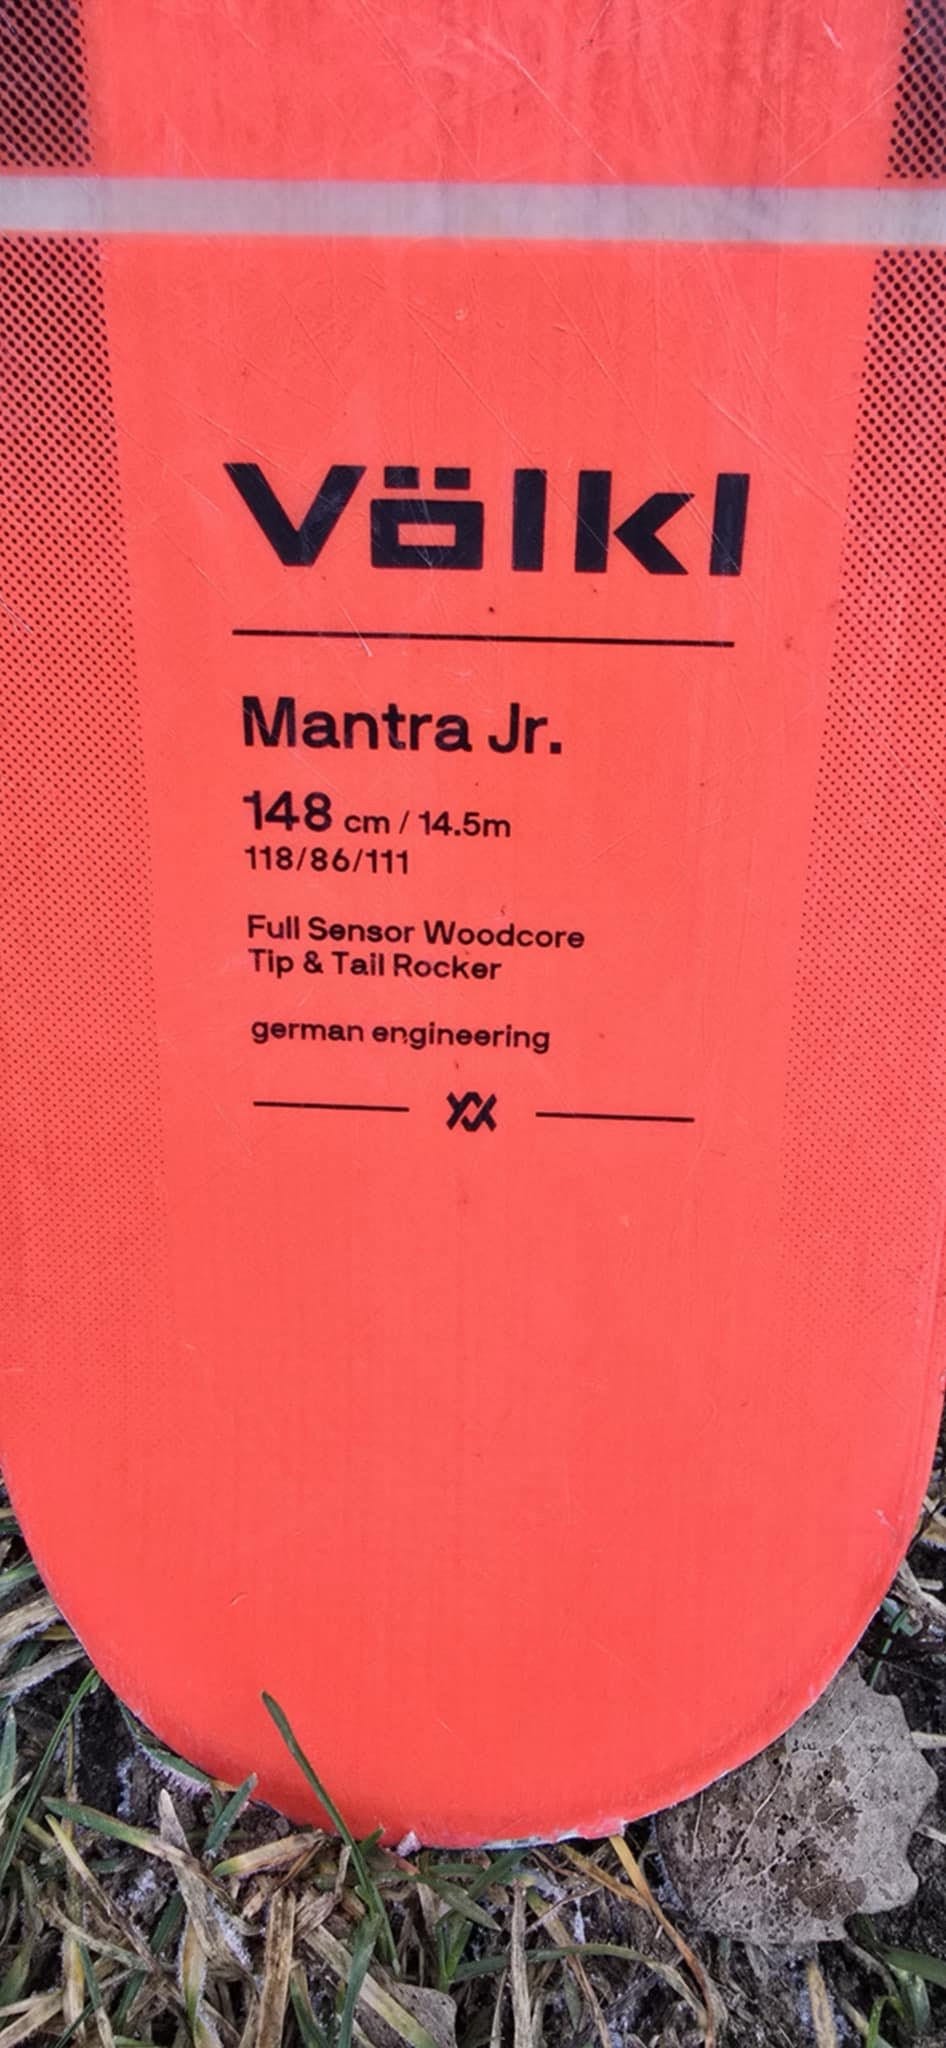 Völkl
Mantra Jr.
148 cm / 14.5m
118/86/111
Full Sensor Woodcore
Tip & Tail Rocker
german engineering